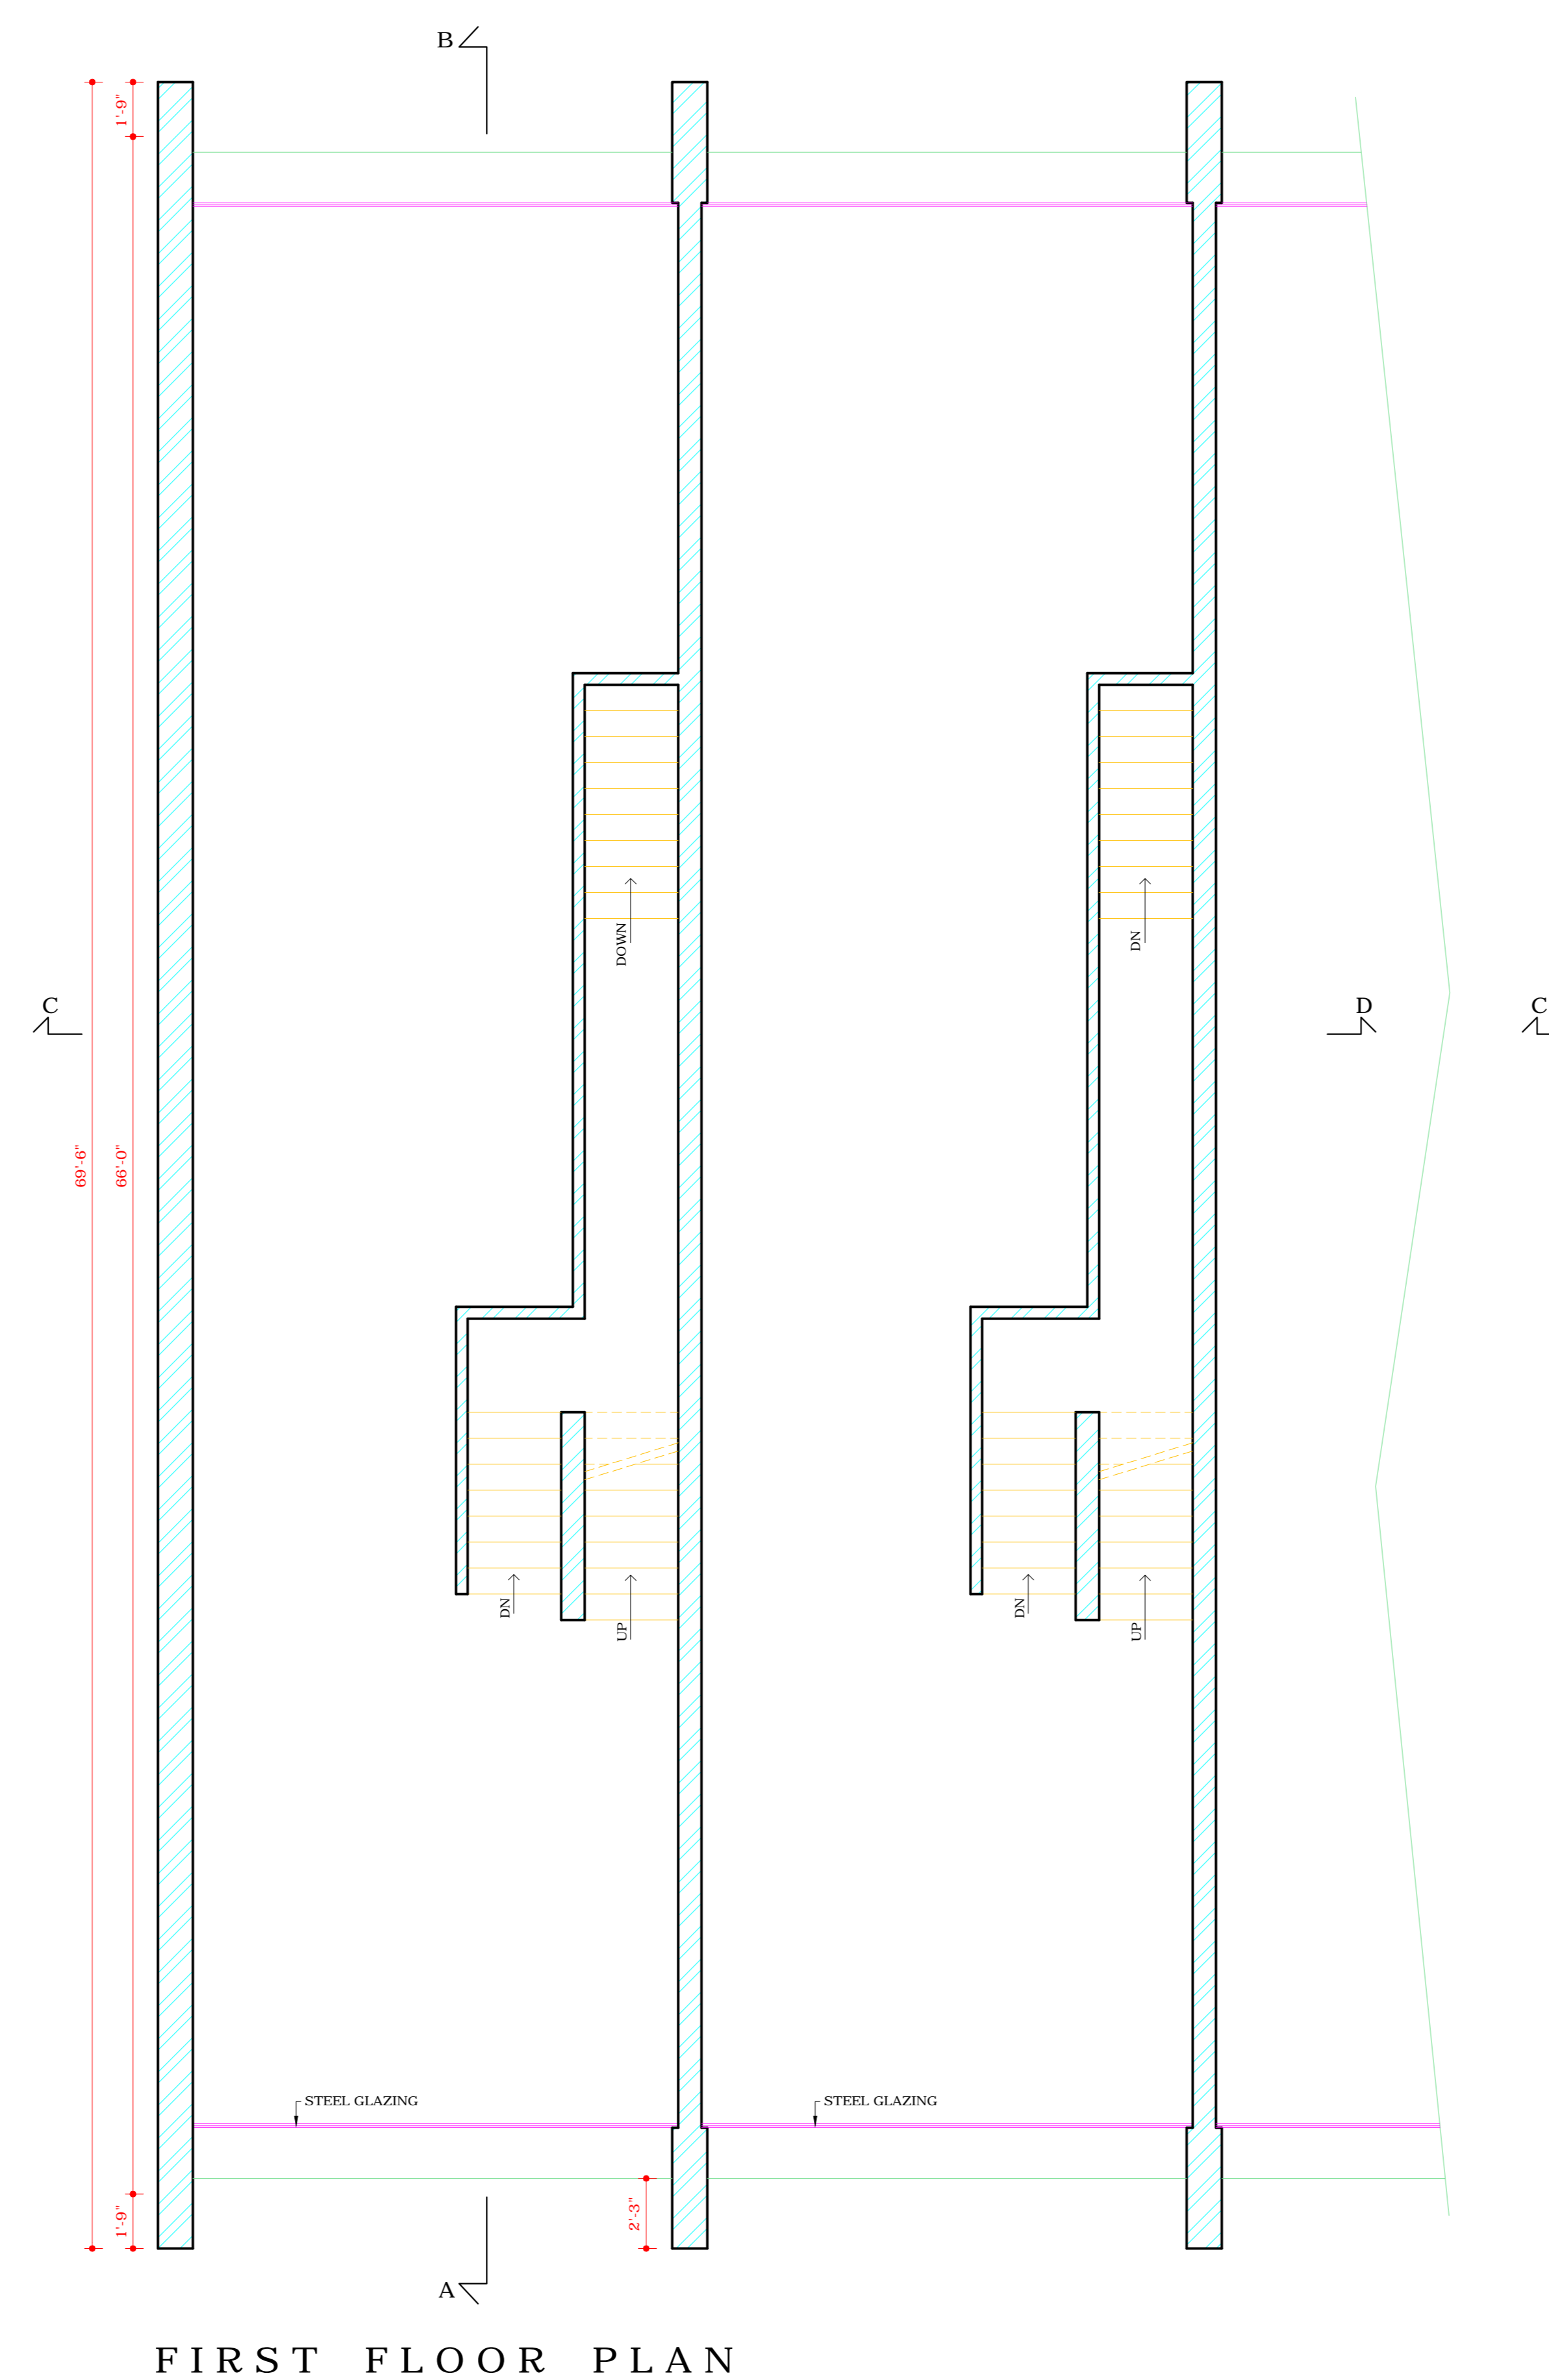 B
1'-9"
C
D
C
69'-6"
66'-0"
DOWN
DN
DN
UP
DN
UP
STEEL GLAZING
STEEL GLAZING
1'-9"
2'-3"
A
FIRST FLOOR PLAN